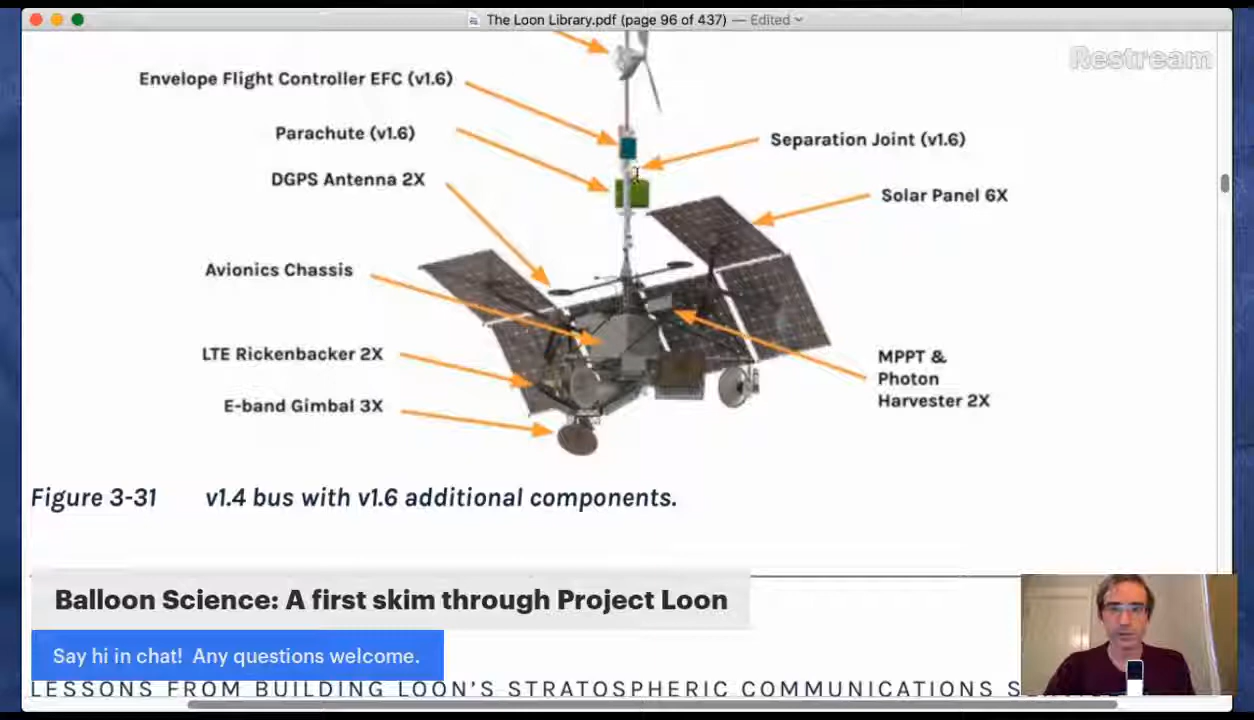 The Loon Library.pdf (page 96 of 437) — Edited
Restream
Envelope Flight Controller EFC (v1.6)
Parachute (v1.6)
Separation Joint (v1.6)
DGPS Antenna 2X
Solar Panel 6X
Avionics Chassis
LTE Rickenbacker 2X
MPPT &
Photon
Harvester 2X
E-band Gimbal 3X
Figure 3-31 v1.4 bus with v1.6 additional components.
Balloon Science: A first skim through Project Loon
Say hi in chat! Any questions welcome.
LESSONS FROM BUILDING LOON'S STRATOSPHERIC COMMUNICATIONS